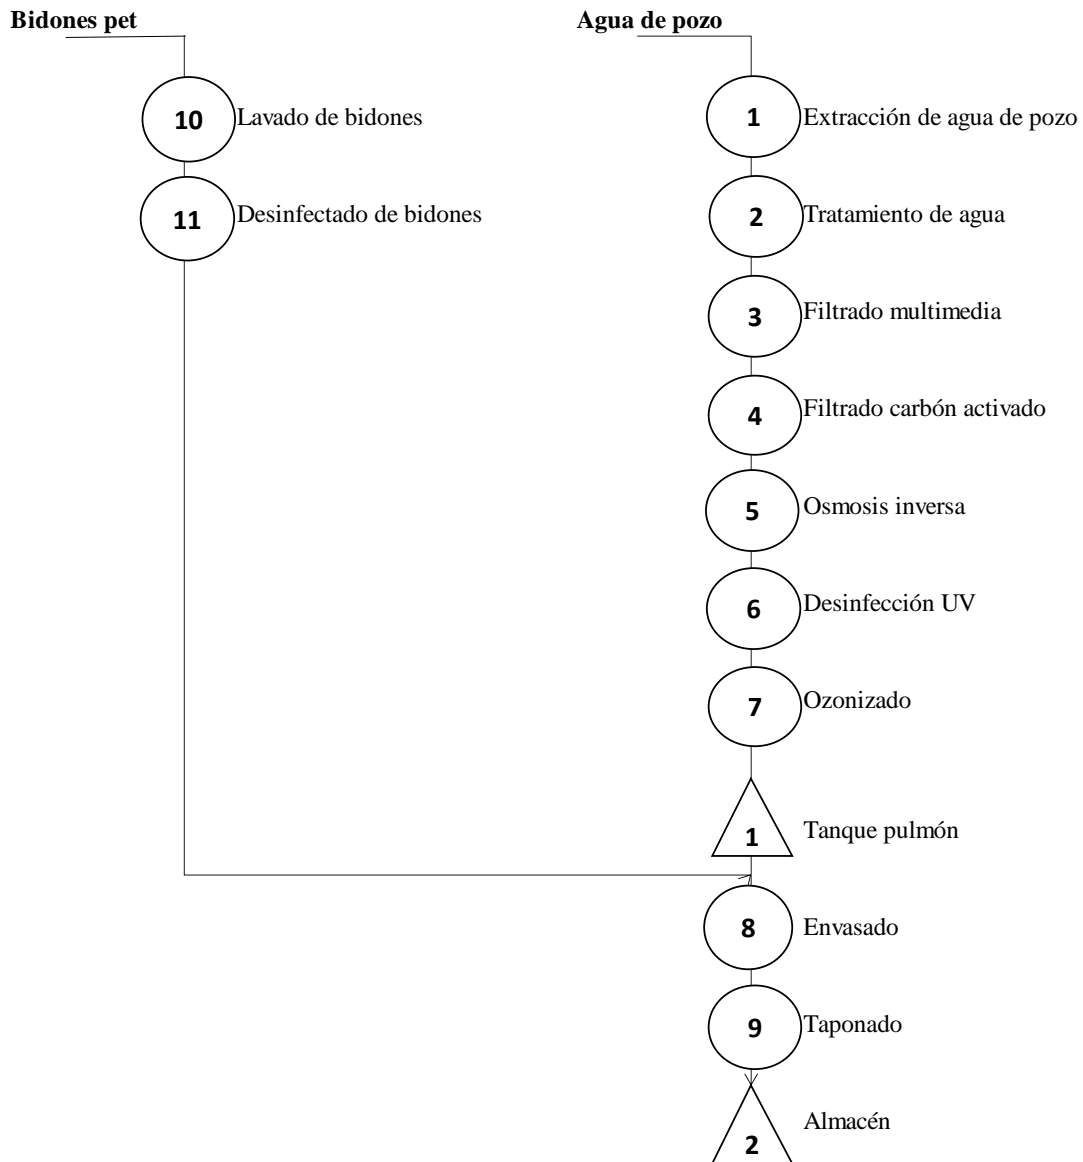 Bidones pet
Agua de pozo
10 Lavado de bidones
1 Extracción de agua de pozo
11 Desinfectado de bidones
2 Tratamiento de agua
3 Filtrado multimedia
4 Filtrado carbón activado
5 Osmosis inversa
6 Desinfección UV
7 Ozonizado
1 Tanque pulmón
8 Envasado
9 Taponado
2 Almacén